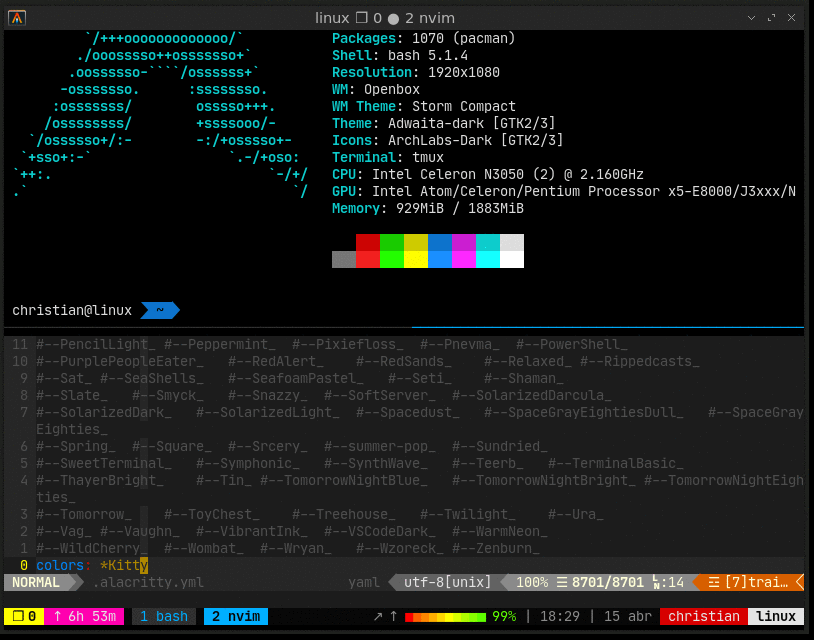 linux ❐ 0 ● 2 nvim
`/+++ooooooooooooo/`
./ooosssso++osssssso+`
.oossssso-````/ossssss+`
-osssssso. :ssssssso.
:osssssss/ osssso+++.
/ossssssss/ +ssssooo/-
`/ossssso+/:- -:/+osssso+-
`+sso+:-` `.-/+oso:
`++:. `-/+/
.` `/
Packages: 1070 (pacman)
Shell: bash 5.1.4
Resolution: 1920x1080
WM: Openbox
WM Theme: Storm Compact
Theme: Adwaita-dark [GTK2/3]
Icons: ArchLabs-Dark [GTK2/3]
Terminal: tmux
CPU: Intel Celeron N3050 (2) @ 2.160GHz
GPU: Intel Atom/Celeron/Pentium Processor x5-E8000/J3xxx/N
Memory: 929MiB / 1883MiB
christian@linux ~
11 #--PencilLight_ #--Peppermint_ #--Pixiefloss_ #--Pnevma_ #--PowerShell_
10 #--PurplePeopleEater_ #--RedAlert_ #--RedSands_ #--Relaxed_ #--Rippedcasts_
9 #--Sat_ #--SeaShells_ #--SeafoamPastel_ #--Seti_ #--Shaman_
8 #--Slate_ #--Smyck_ #--Snazzy_ #--SoftServer_ #--SolarizedDarcula_
7 #--SolarizedDark_ #--SolarizedLight_ #--Spacedust_ #--SpaceGrayEightiesDull_ #--SpaceGray
Eighties_
6 #--Spring_ #--Square_ #--Srcery_ #--summer-pop_ #--Sundried_
5 #--SweetTerminal_ #--Symphonic_ #--SynthWave_ #--Teerb_ #--TerminalBasic_
4 #--ThayerBright_ #--Tin_ #--TomorrowNightBlue_ #--TomorrowNightBright_ #--TomorrowNightEigh
ties_
3 #--Tomorrow_ #--ToyChest_ #--Treehouse_ #--Twilight_ #--Ura_
2 #--Vag_ #--Vaughn_ #--VibrantInk_ #--VSCodeDark_ #--WarmNeon_
1 #--WildCherry_ #--Wombat_ #--Wryan_ #--Wzoreck_ #--Zenburn_
0 colors: *Kitty
NORMAL .alacritty.yml yaml utf-8[unix] 100% ☰ 8701/8701 ㏑:14 ☲ [7]trai…
❐ 0 ↑ 6h 53m 1 bash 2 nvim ↗ ↑ 99% | 18:29 | 15 abr christian linux